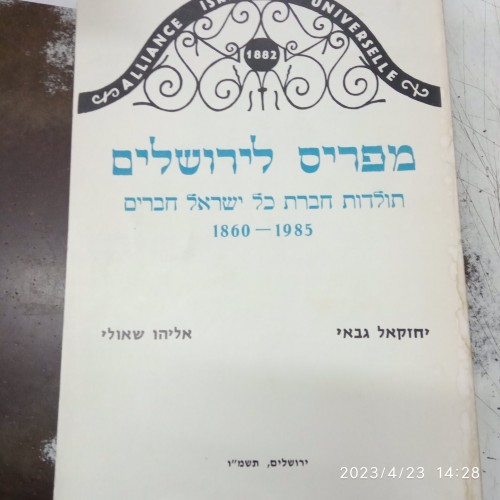 ALLIANCE ISR UNIVERSELLE
1882
מפריס לירושלים
תולדות חברת כל ישראל חברים
1860 — 1985
יחזקאל גבאי אליהו שאולי
ירושלים, תשמ"ו
2023/4/23 14:28